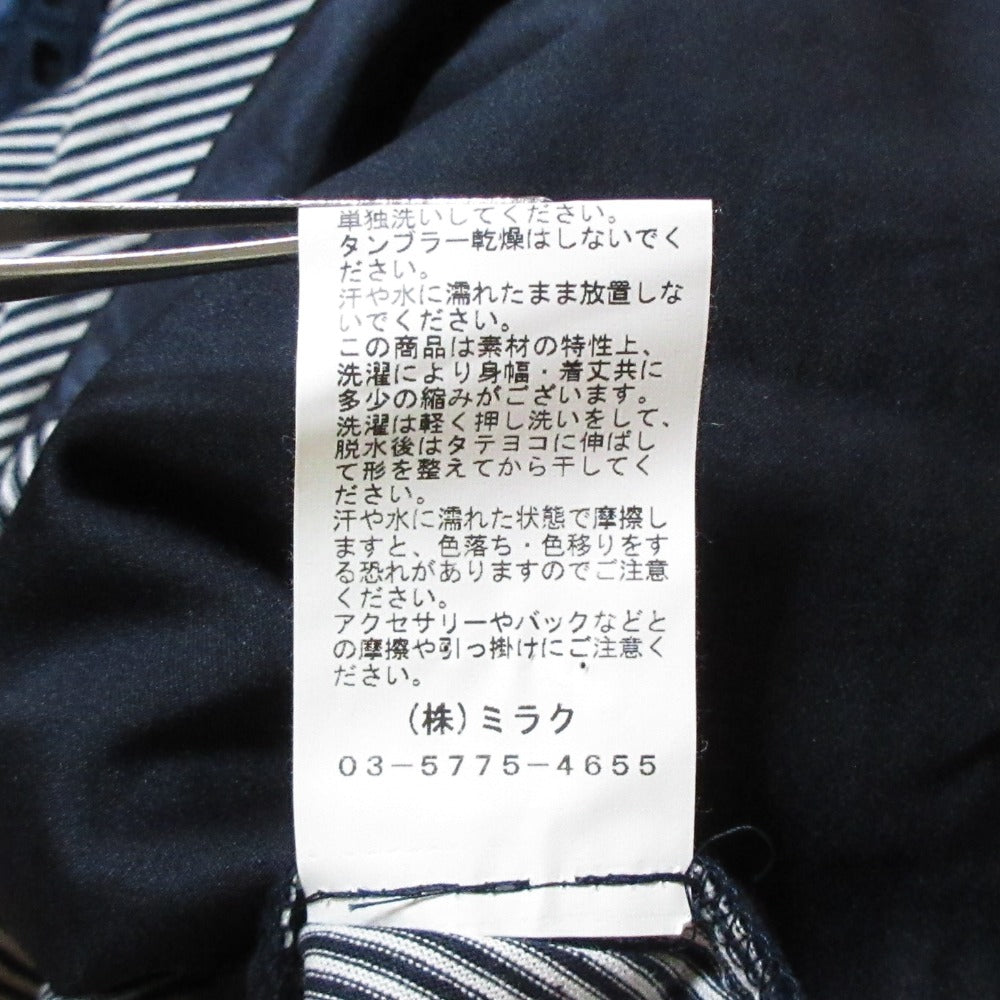 単独洗いしてください。
タンブラー乾燥はしないでく
ださい。
汗や水に濡れたまま放置しな
いでください。
この商品は素材の特性上、
洗濯により身幅・着丈共に
多少の縮みがございます。
洗濯は軽く押し洗いをして、
脱水後はタテヨコに伸ばし
て形を整えてから干してく
ださい。
汗や水に濡れた状態で摩擦し
ますと、色落ち・色移りをす
る恐れがありますのでご注意
ください。
アクセサリーやバックなどと
の摩擦や引っ掛けにご注意く
ださい。
(株)ミラク
03-5775-4655